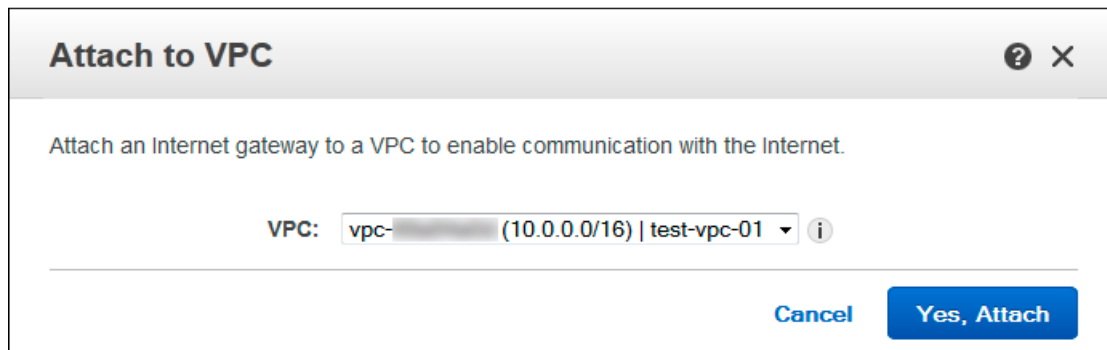 Attach to VPC
Attach an Internet gateway to a VPC to enable communication with the Internet.
VPC: vpc- (10.0.0.0/16) | test-vpc-01
Cancel Yes, Attach